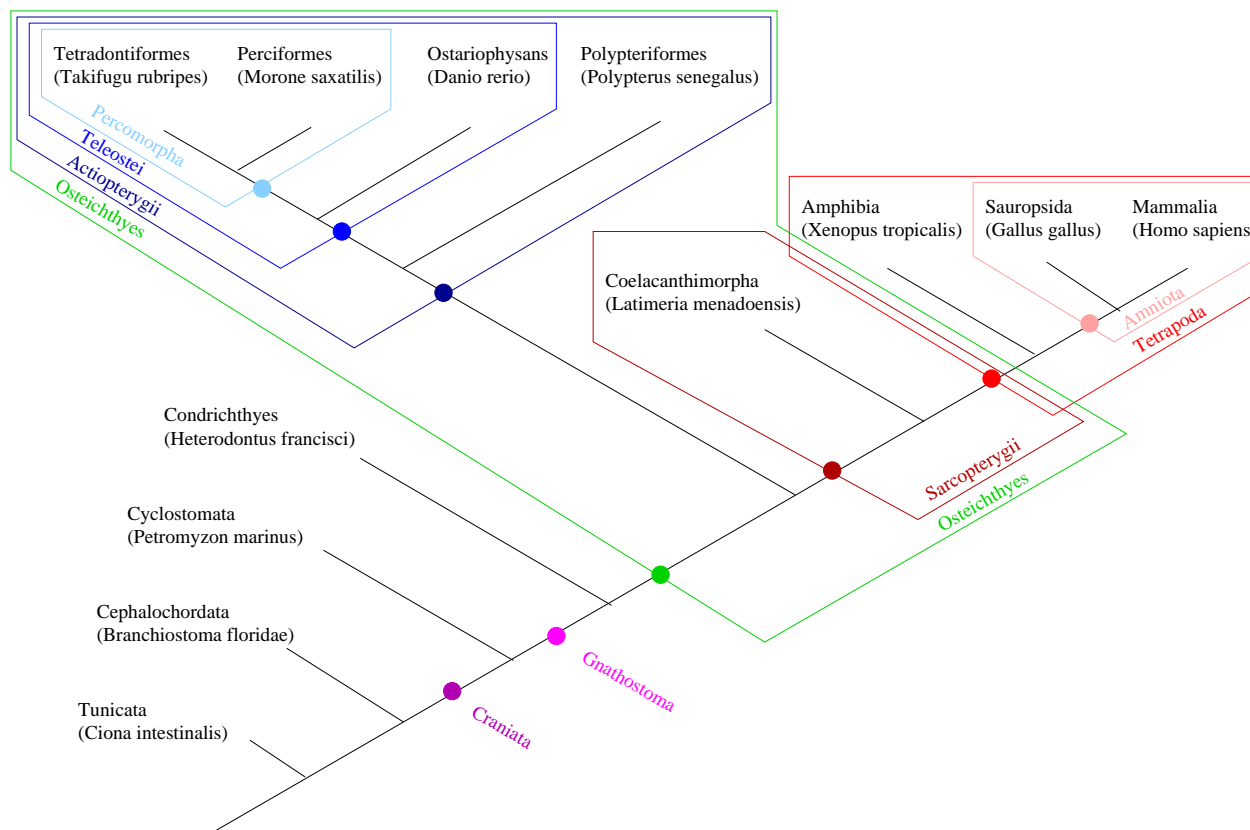 Tetradontiformes
(Takifugu rubripes)
Perciformes
(Morone saxatilis)
Ostariophysans
(Danio rerio)
Polypteriformes
(Polypterus senegalus)
Percomorpha
Teleostei
Actiopterygii
Osteichthyes
Amphibia
(Xenopus tropicalis)
Sauropsida
(Gallus gallus)
Mammalia
(Homo sapiens
Coelacanthimorpha
(Latimeria menadoensis)
Amniota
Tetrapoda
Condrichthyes
(Heterodontus francisci)
Sarcopterygii
Osteichthyes
Cyclostomata
(Petromyzon marinus)
Cephalochordata
(Branchiostoma floridae)
Gnathostoma
Tunicata
(Ciona intestinalis)
Craniata